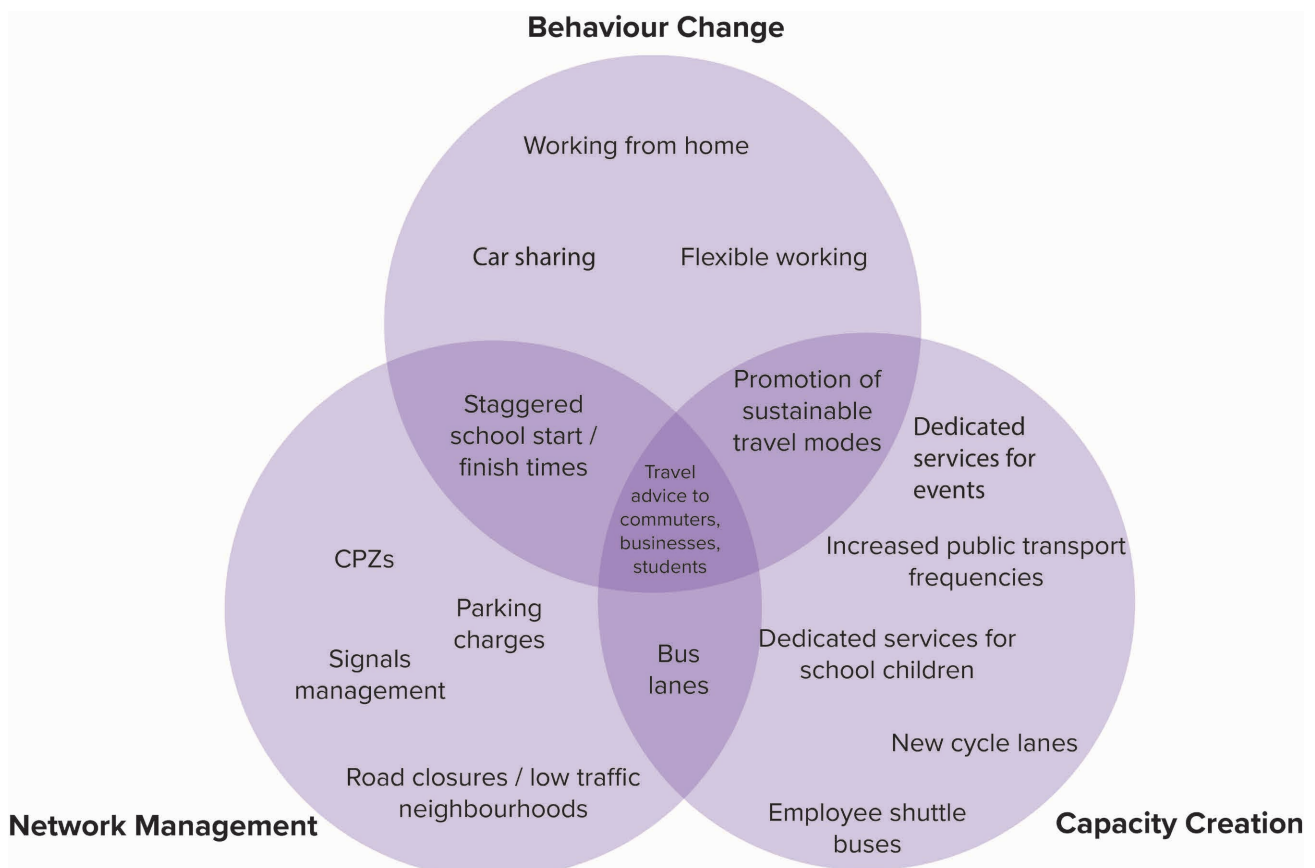 Behaviour Change
Working from home
Car sharing
Flexible working
Staggered
school start /
finish times
Promotion of
sustainable
travel modes
Travel
advice to
commuters,
businesses,
students
Dedicated
services for
events
Increased public transport
frequencies
CPZs
Parking
charges
Signals
management
Bus
lanes
Dedicated services for
school children
New cycle lanes
Road closures / low traffic
neighbourhoods
Employee shuttle
buses
Network Management
Capacity Creation